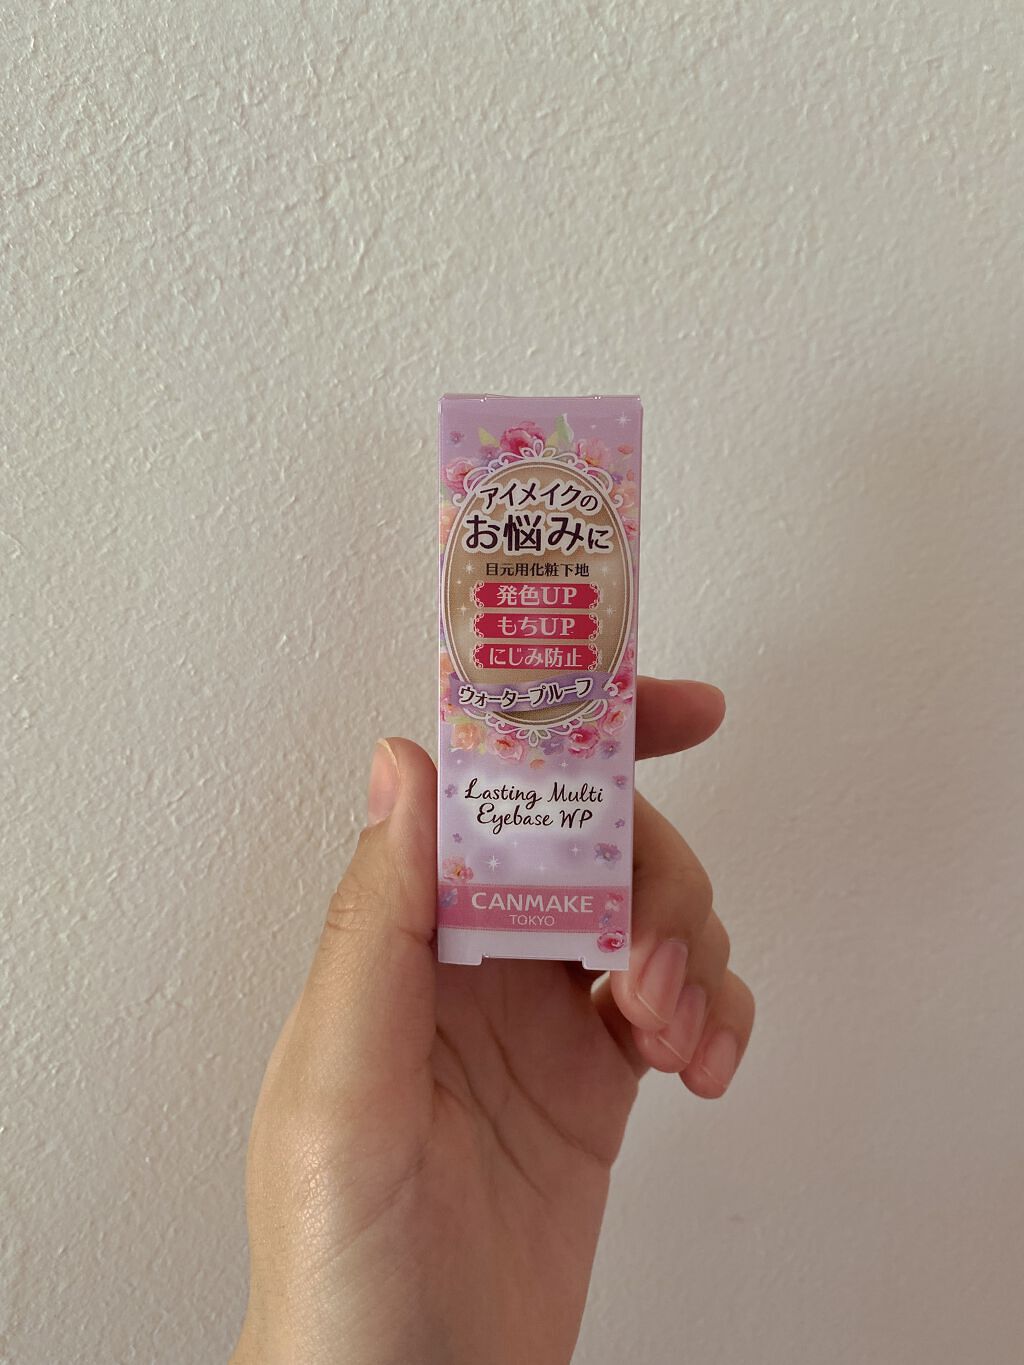 アイメイクの
お悩みに
目元用化粧下地
発色UP
もちUP
にじみ防止
ウォータープルーフ
Lasting Multi
Eyebase WP
CANMAKE
TOKYO